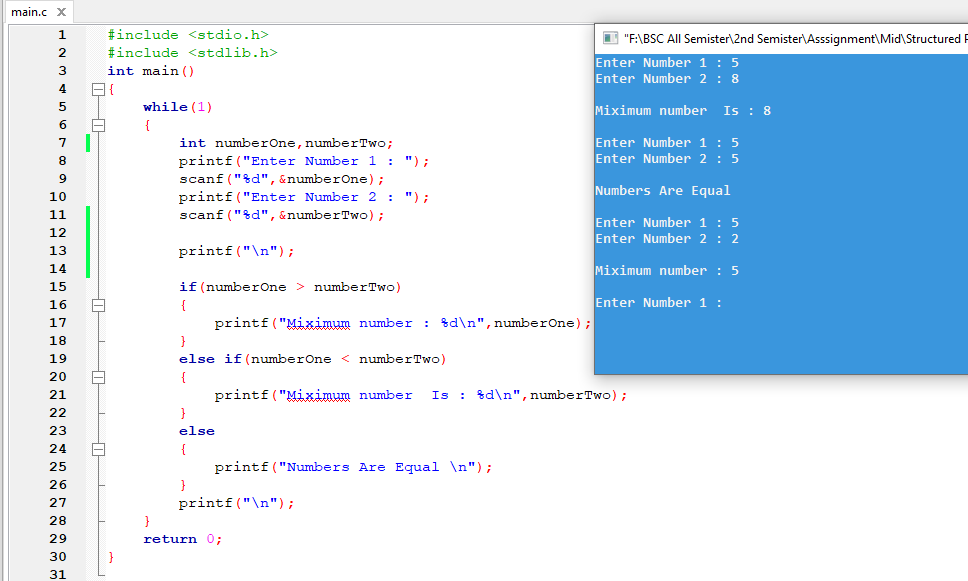 main.c X
1 #include <stdio.h>
2 #include <stdlib.h>
3 int main()
4 {
5 while(1)
6 {
7 int numberOne,numberTwo;
8 printf("Enter Number 1 : ");
9 scanf("%d",&numberOne);
10 printf("Enter Number 2 : ");
11 scanf("%d",&numberTwo);
12
13 printf("\n");
14
15 if(numberOne > numberTwo)
16 {
17 printf("Miximum number : %d\n",numberOne);
18 }
19 else if(numberOne < numberTwo)
20 {
21 printf("Miximum number  Is : %d\n",numberTwo);
22 }
23 else
24 {
25 printf("Numbers Are Equal \n");
26 }
27 printf("\n");
28 }
29 return 0;
30 }
31
"F:\BSC All Semister\2nd Semister\Asssignment\Mid\Structured
Enter Number 1 : 5
Enter Number 2 : 8
Miximum number  Is : 8
Enter Number 1 : 5
Enter Number 2 : 5
Numbers Are Equal
Enter Number 1 : 5
Enter Number 2 : 2
Miximum number : 5
Enter Number 1 :